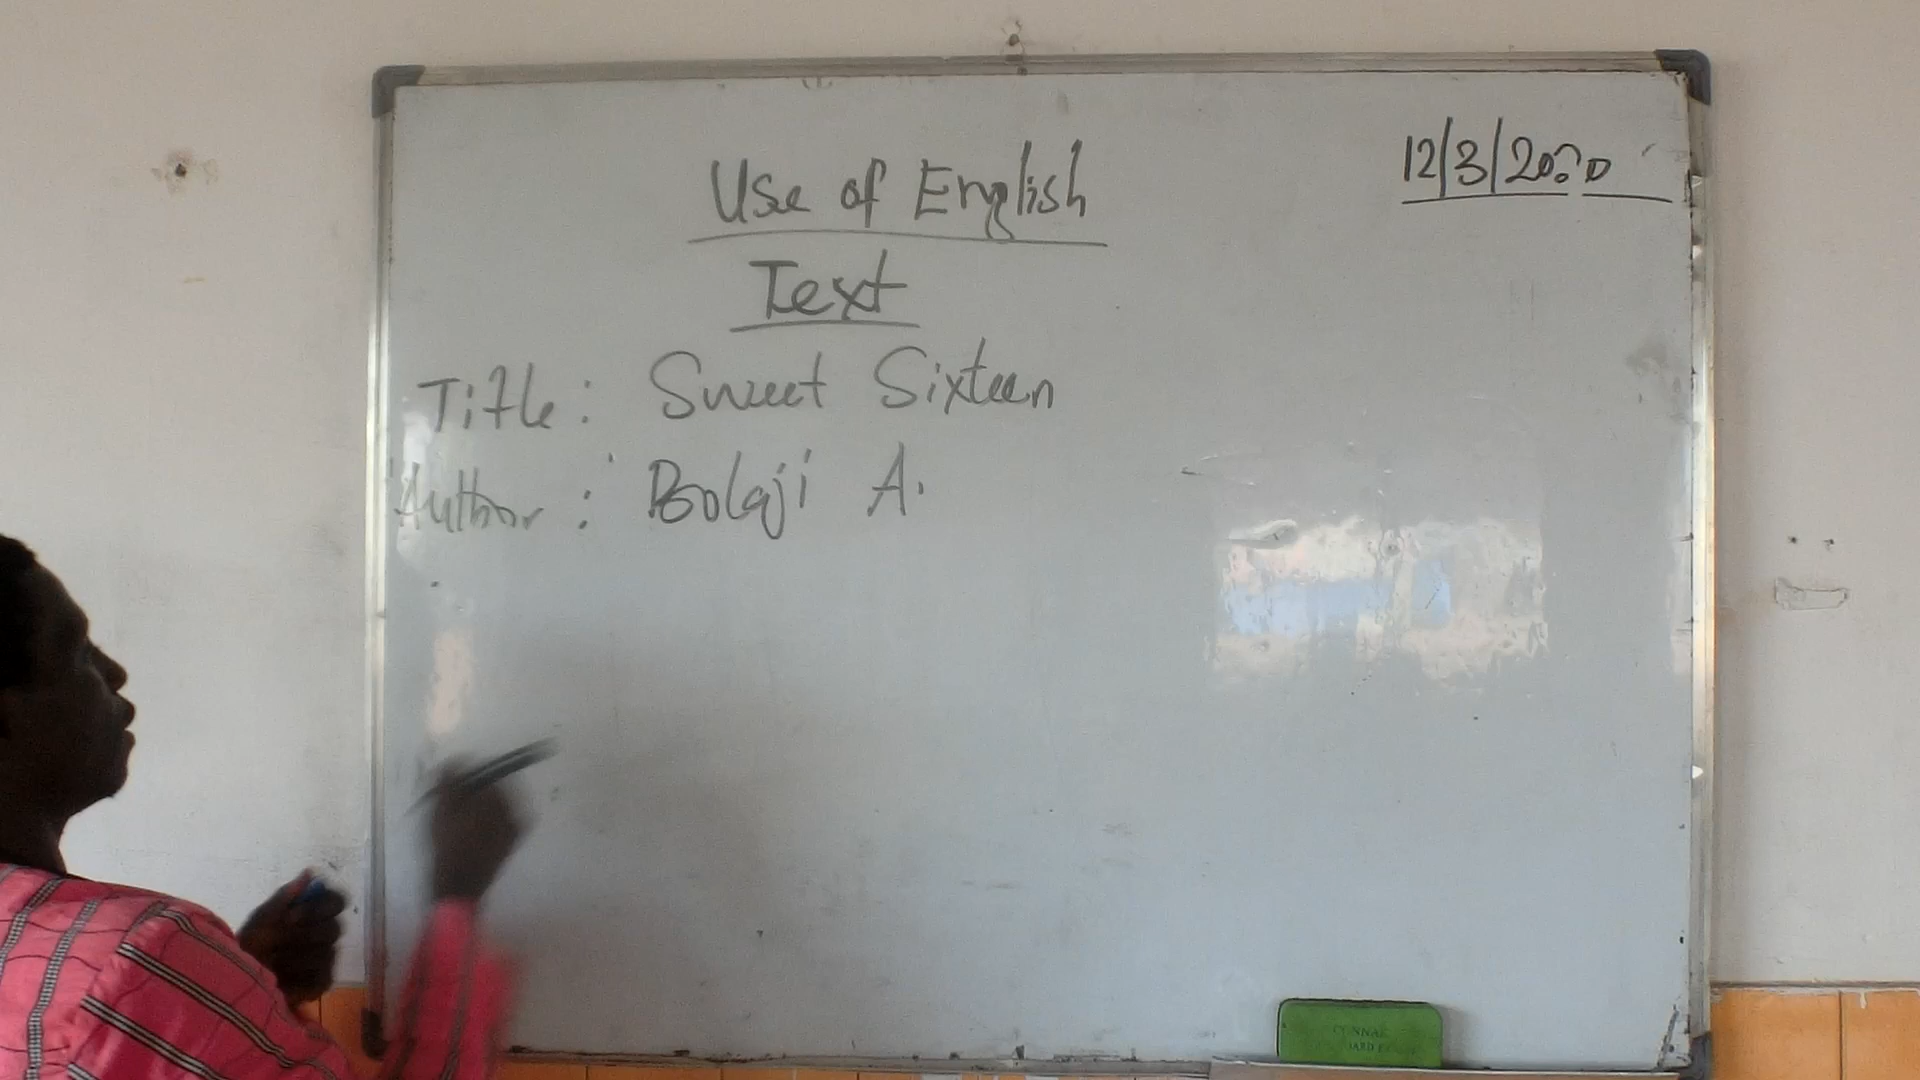 12/3/2020
Use of English
Text
Title: Sweet Sixteen
Author: Bolaji A.